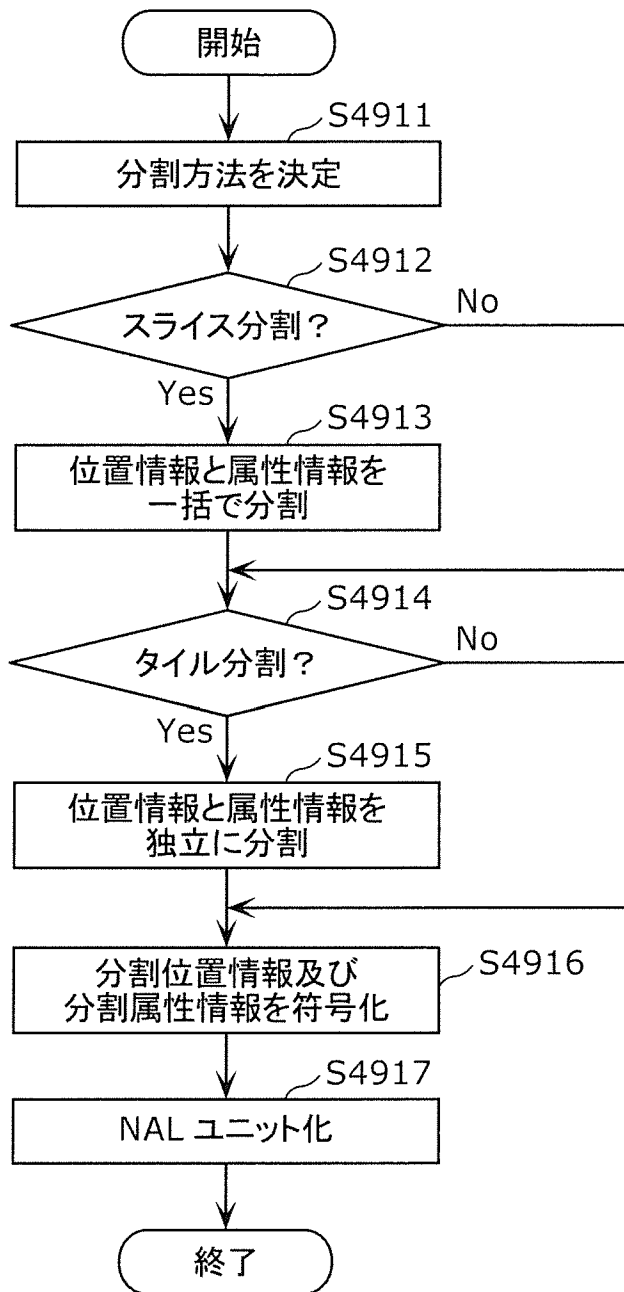 開始
S4911
分割方法を決定
S4912
スライス分割？
No
Yes
S4913
位置情報と属性情報を
一括で分割
S4914
タイル分割？
No
Yes
S4915
位置情報と属性情報を
独立に分割
S4916
分割位置情報及び
分割属性情報を符号化
S4917
NAL ユニット化
終了